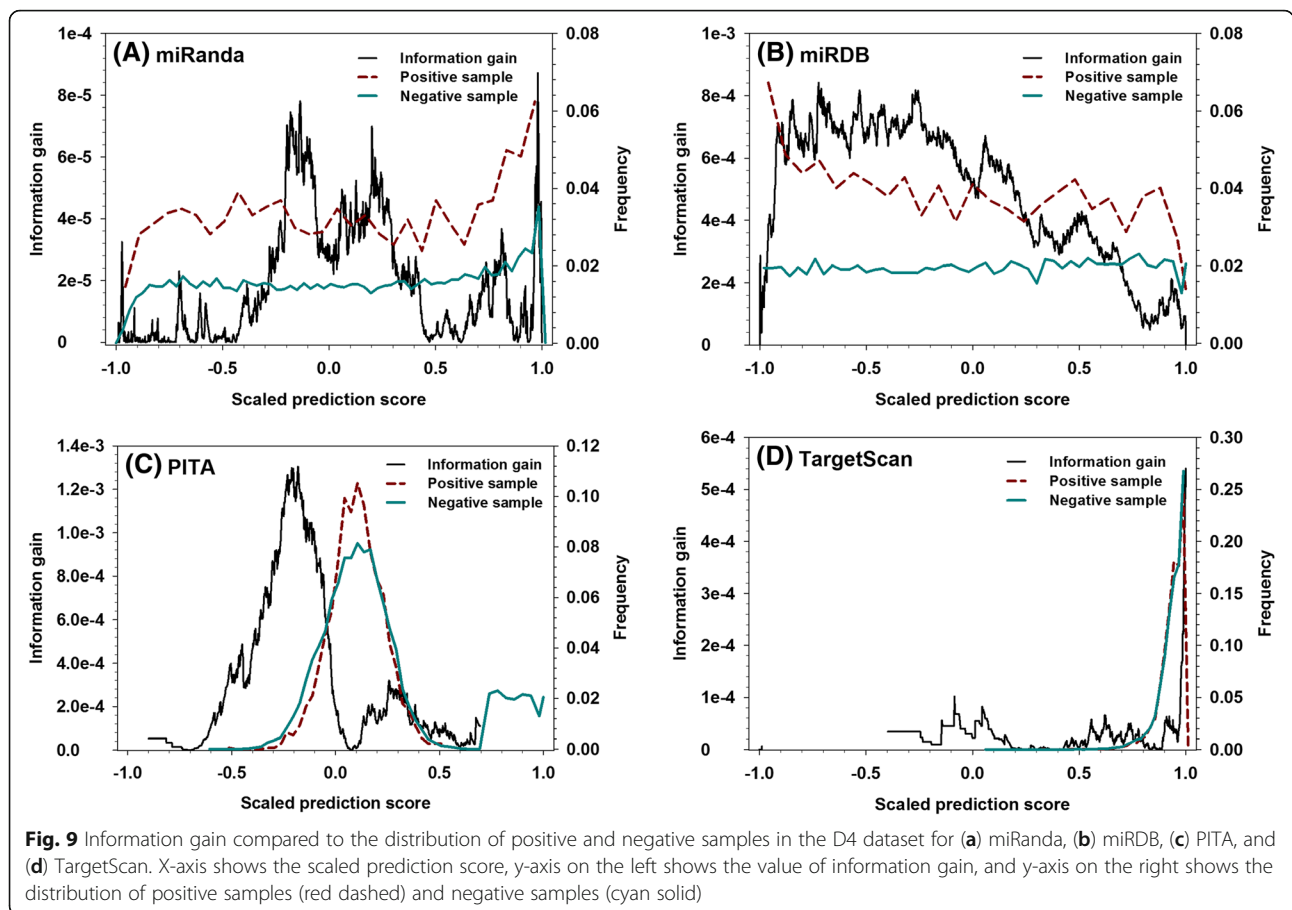 (A) miRanda
Information gain
Positive sample
Negative sample
1e-4
8e-5
6e-5
4e-5
2e-5
0
Information gain
0.08
0.06
0.04
0.02
0.00
Frequency
-1.0 -0.5 0.0 0.5 1.0
Scaled prediction score
(B) miRDB
Information gain
Positive sample
Negative sample
1e-3
8e-4
6e-4
4e-4
2e-4
0
Information gain
0.08
0.06
0.04
0.02
0.00
Frequency
-1.0 -0.5 0.0 0.5 1.0
Scaled prediction score
(C) PITA
Information gain
Positive sample
Negative sample
1.4e-3
1.2e-3
1.0e-3
8.0e-4
6.0e-4
4.0e-4
2.0e-4
0.0
Information gain
0.12
0.10
0.08
0.06
0.04
0.02
0.00
Frequency
-1.0 -0.5 0.0 0.5 1.0
Scaled prediction score
(D) TargetScan
Information gain
Positive sample
Negative sample
6e-4
5e-4
4e-4
3e-4
2e-4
1e-4
0
Information gain
0.30
0.25
0.20
0.15
0.10
0.05
0.00
Frequency
-1.0 -0.5 0.0 0.5 1.0
Scaled prediction score
Fig. 9 Information gain compared to the distribution of positive and negative samples in the D4 dataset for (a) miRanda, (b) miRDB, (c) PITA, and
(d) TargetScan. X-axis shows the scaled prediction score, y-axis on the left shows the value of information gain, and y-axis on the right shows the
distribution of positive samples (red dashed) and negative samples (cyan solid)